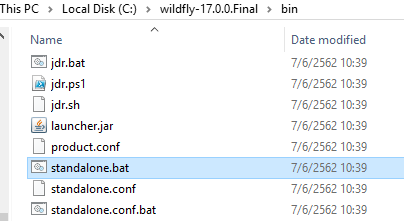 This PC > Local Disk (C:) > wildfly-17.0.0.Final > bin
Name Date modified
jdr.bat 7/6/2562 10:39
jdr.ps1 7/6/2562 10:39
jdr.sh 7/6/2562 10:39
launcher.jar 7/6/2562 10:39
product.conf 7/6/2562 10:39
standalone.bat 7/6/2562 10:39
standalone.conf 7/6/2562 10:39
standalone.conf.bat 7/6/2562 10:39